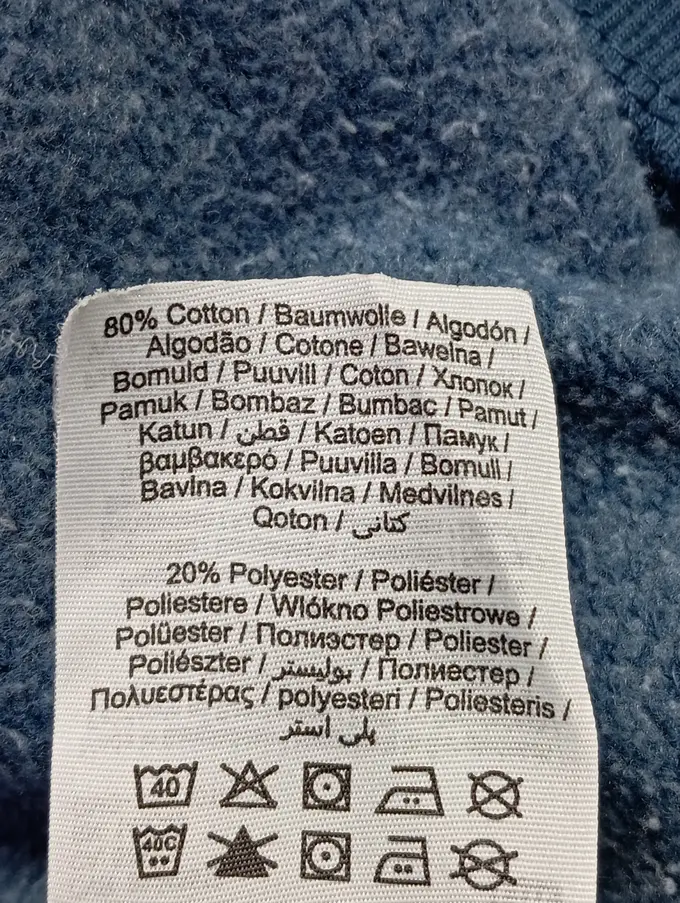 80% Cotton / Baumwolle / Algodón /
Algodão / Cotone / Bawełna /
Bomuld / Puuvill / Coton / Хлопок /
Pamuk / Bombaz / Bumbac / Pamut /
Katun / قطن / Katoen / Памук /
βαμβακερό / Puuvilla / Bomull /
Bavlna / Kokvilna / Medvilnes /
Qoton / کتانی
20% Polyester / Poliéster /
Poliestere / Włókno Poliestrowe /
Polüester / Полиэстер / Poliester /
Poliészter / بوليستر / Полиестер /
Πολυεστέρας / polyesteri / Poliesteris /
پلی استر
40
40C